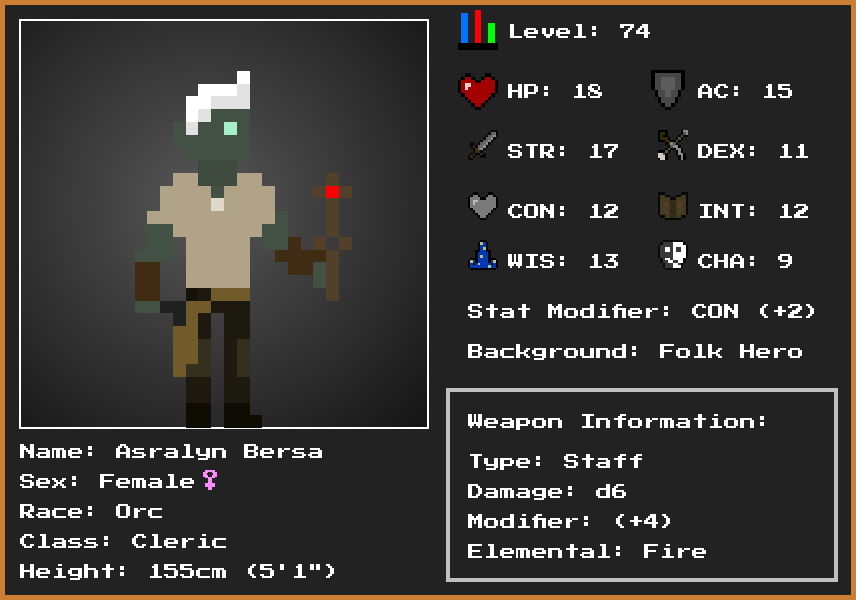 Level: 74
HP: 18 AC: 15
STR: 17 DEX: 11
CON: 12 INT: 12
WIS: 13 CHA: 9
Stat Modifier: CON (+2)
Background: Folk Hero
Weapon Information:
Type: Staff
Damage: d6
Modifier: (+4)
Elemental: Fire
Name: Asralyn Bersa
Sex: Female♀
Race: Orc
Class: Cleric
Height: 155cm (5'1")